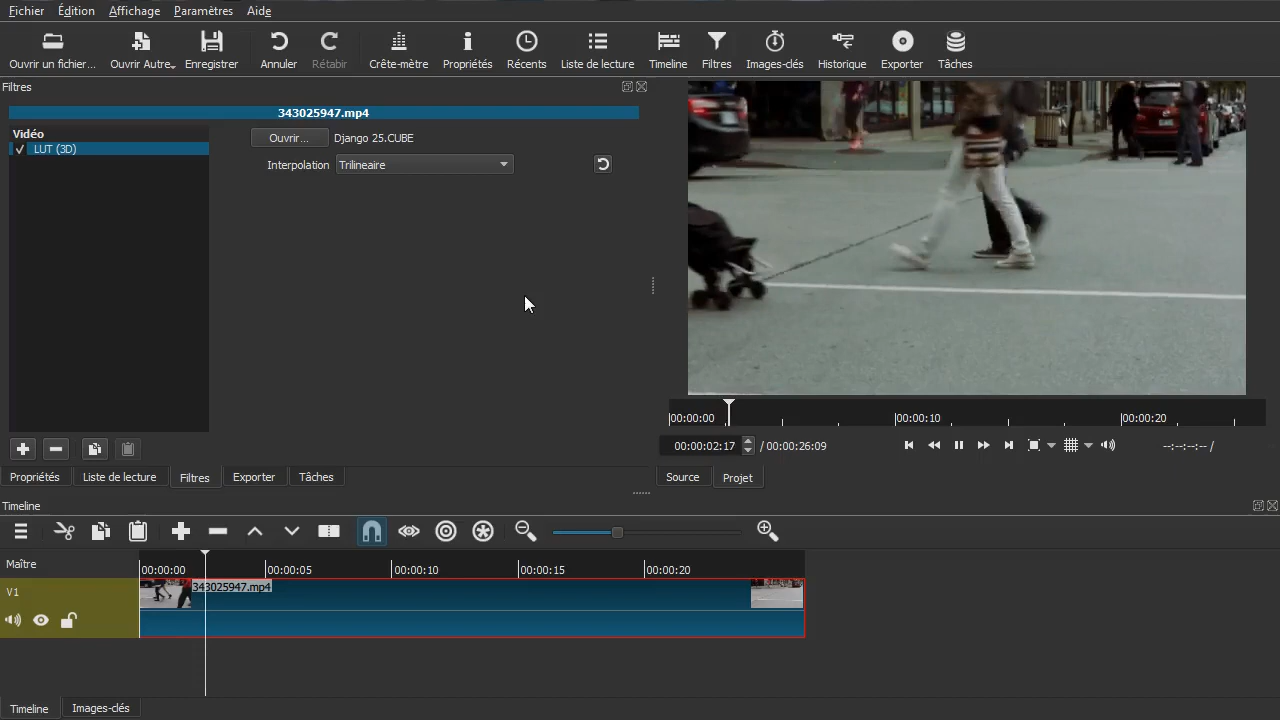 Fichier Édition Affichage Paramètres Aide
Ouvrir un fichier... Ouvrir Autre Enregistrer Annuler Rétabir Crête-mètre Propriétés Récents Liste de lecture Timeline Filtres Images-clés Historique Exporter Tâches
Filtres
343025947.mp4
Vidéo
LUT (3D)
Ouvrir... Django 25.CUBE
Interpolation Trilineaire
00:00:00 00:00:10 00:00:20
00:00:02:17 / 00:00:26:09 --:--:--:-- /
Propriétés Liste de lecture Filtres Exporter Tâches
Source Projet
Timeline
Maître
00:00:00 00:00:05 00:00:10 00:00:15 00:00:20
V1
343025947.mp4
Timeline Images-clés